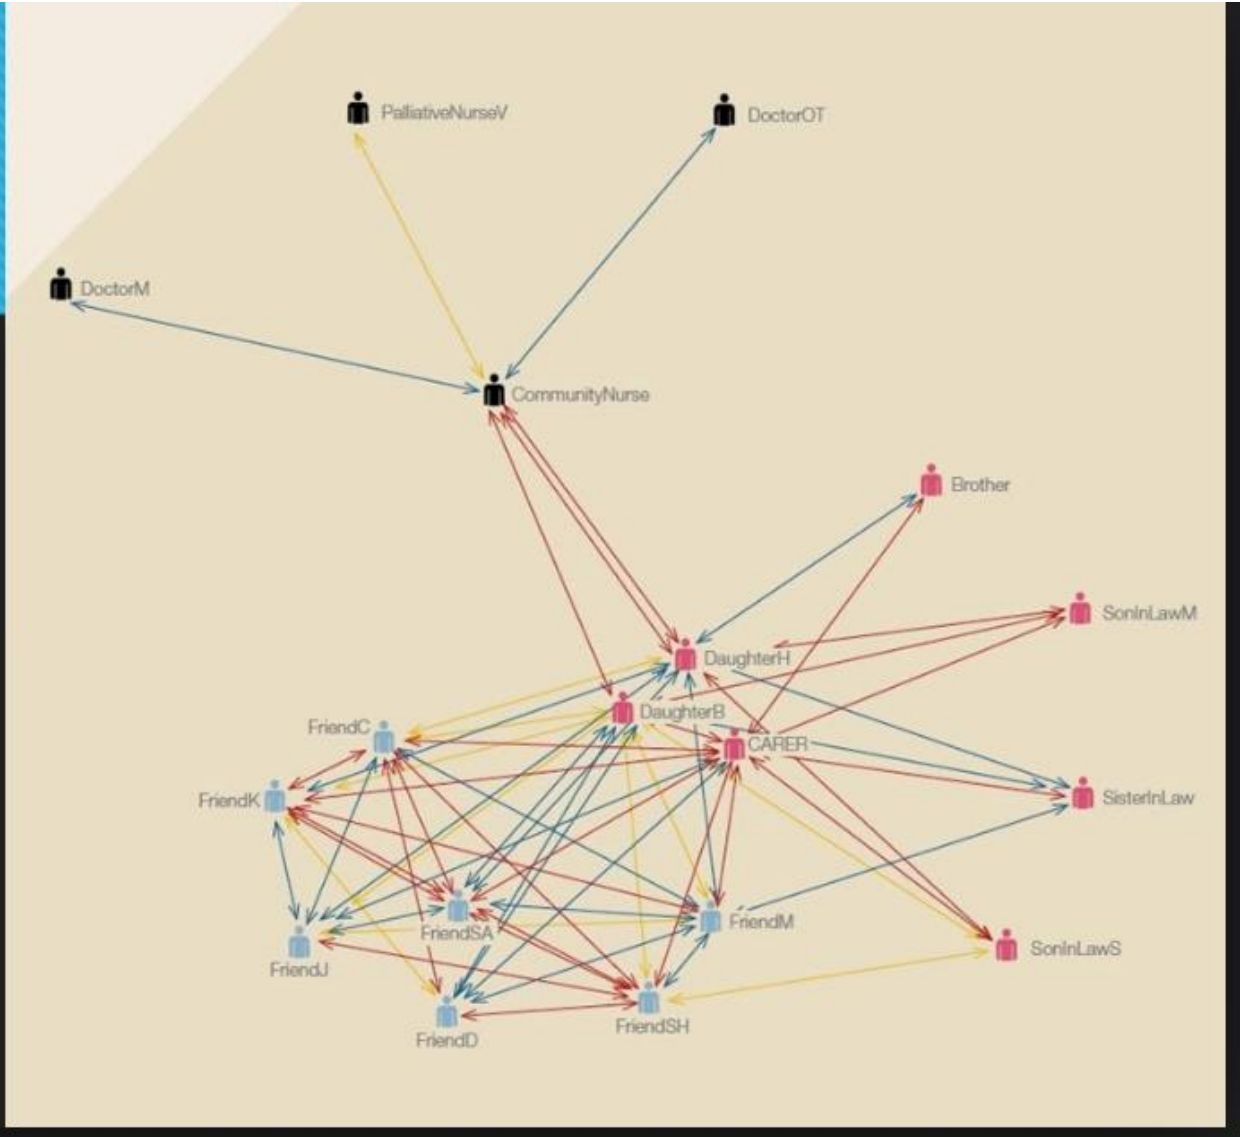 PalliativeNurseV
DoctorOT
DoctorM
CommunityNurse
Brother
SonInLawM
DaughterH
DaughterB
FriendC
CARER
FriendK
SisterInLaw
FriendM
FriendSA
SonInLawS
FriendJ
FriendSH
FriendD